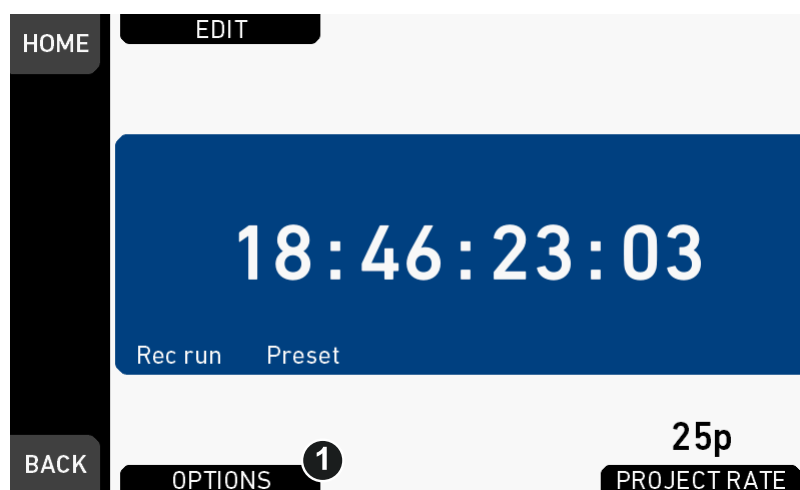 HOME
EDIT
18:46:23:03
Rec run Preset
25p
BACK
OPTIONS
1
PROJECT RATE